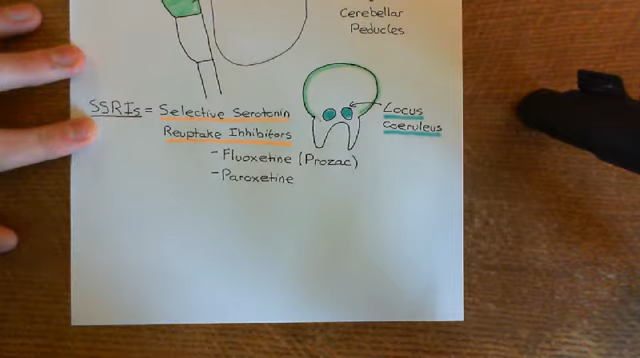 Cerebellar
Peducles
SSRIs = Selective Serotonin
Reuptake Inhibitors
- Fluoxetine (Prozac)
- Paroxetine
Locus
Coeruleus